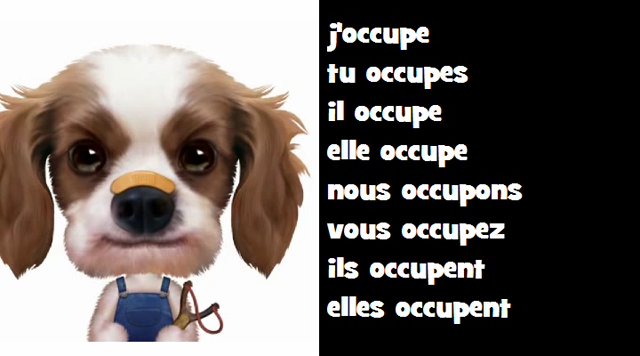 j'occupe
tu occupes
il occupe
elle occupe
nous occupons
vous occupez
ils occupent
elles occupent